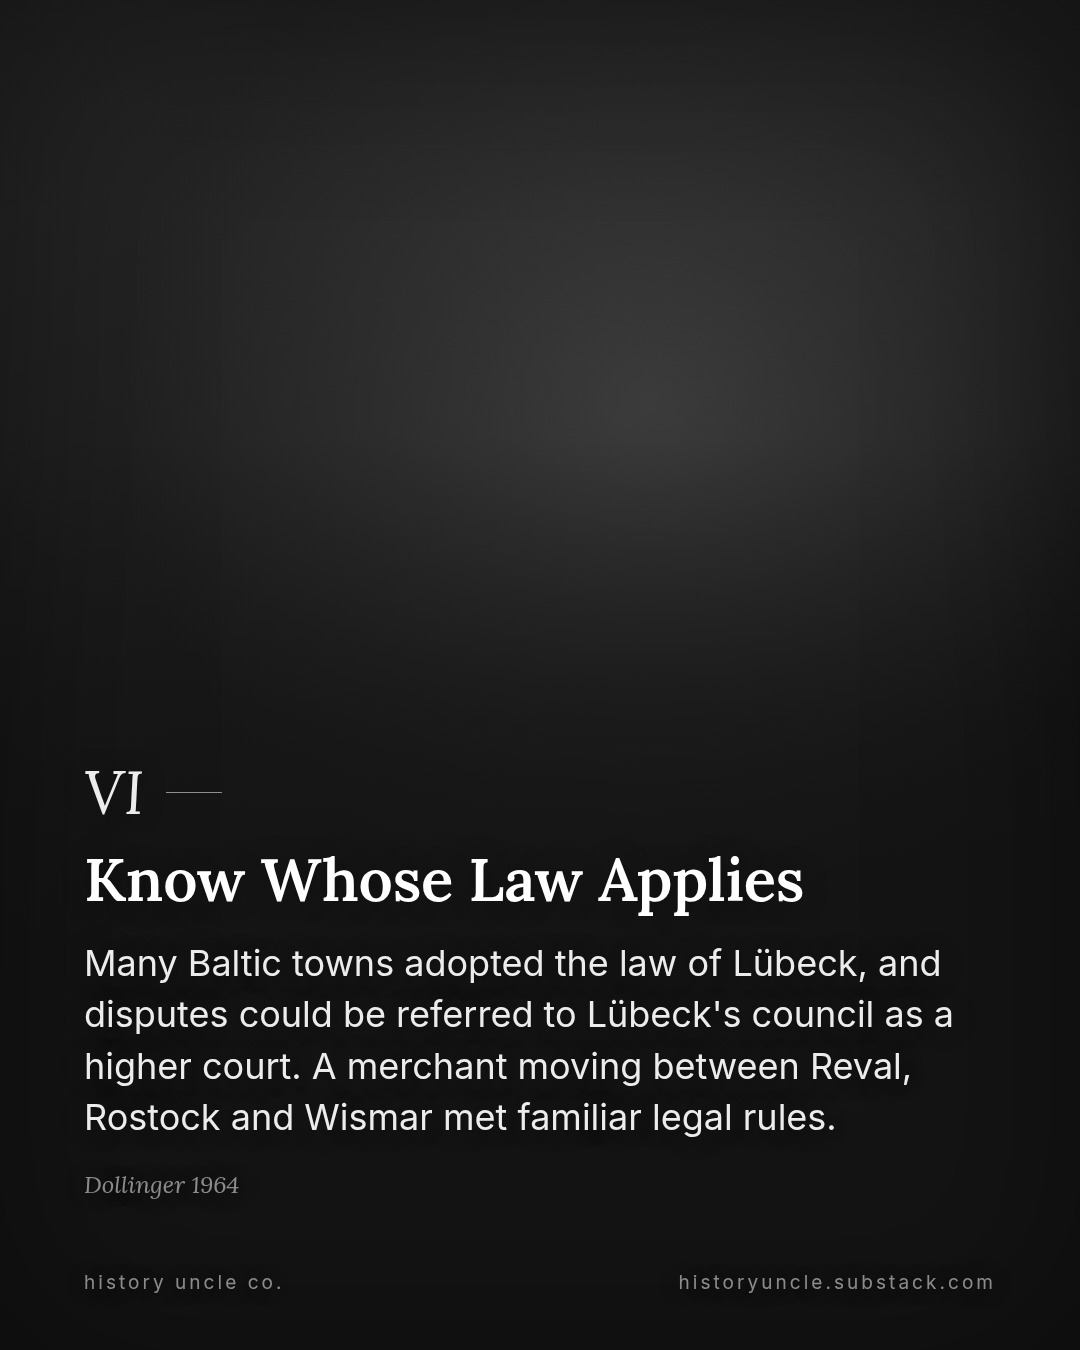 VI
Know Whose Law Applies
Many Baltic towns adopted the law of Lübeck, and
disputes could be referred to Lübeck's council as a
higher court. A merchant moving between Reval,
Rostock and Wismar met familiar legal rules.
Dollinger 1964
history uncle co.
historyuncle.substack.com